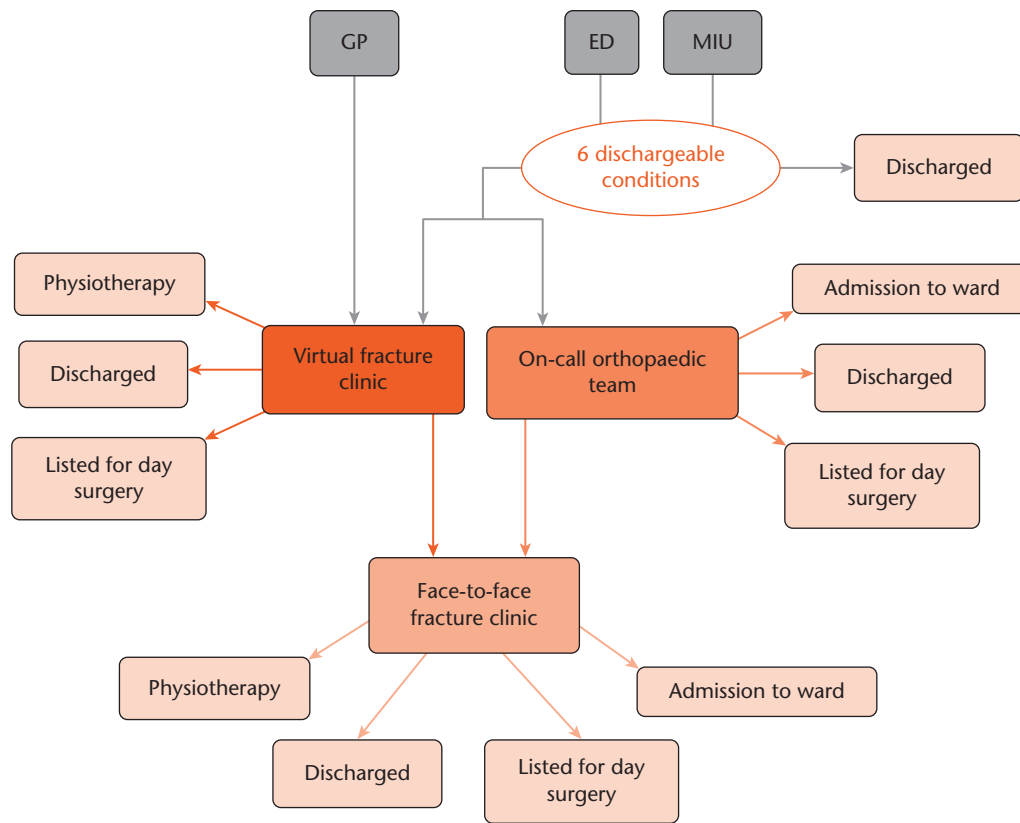 GP
ED
MIU
6 dischargeable
conditions
Discharged
Physiotherapy
Admission to ward
Virtual fracture
clinic
On-call orthopaedic
team
Discharged
Discharged
Listed for day
surgery
Listed for day
surgery
Face-to-face
fracture clinic
Physiotherapy
Admission to ward
Discharged
Listed for day
surgery